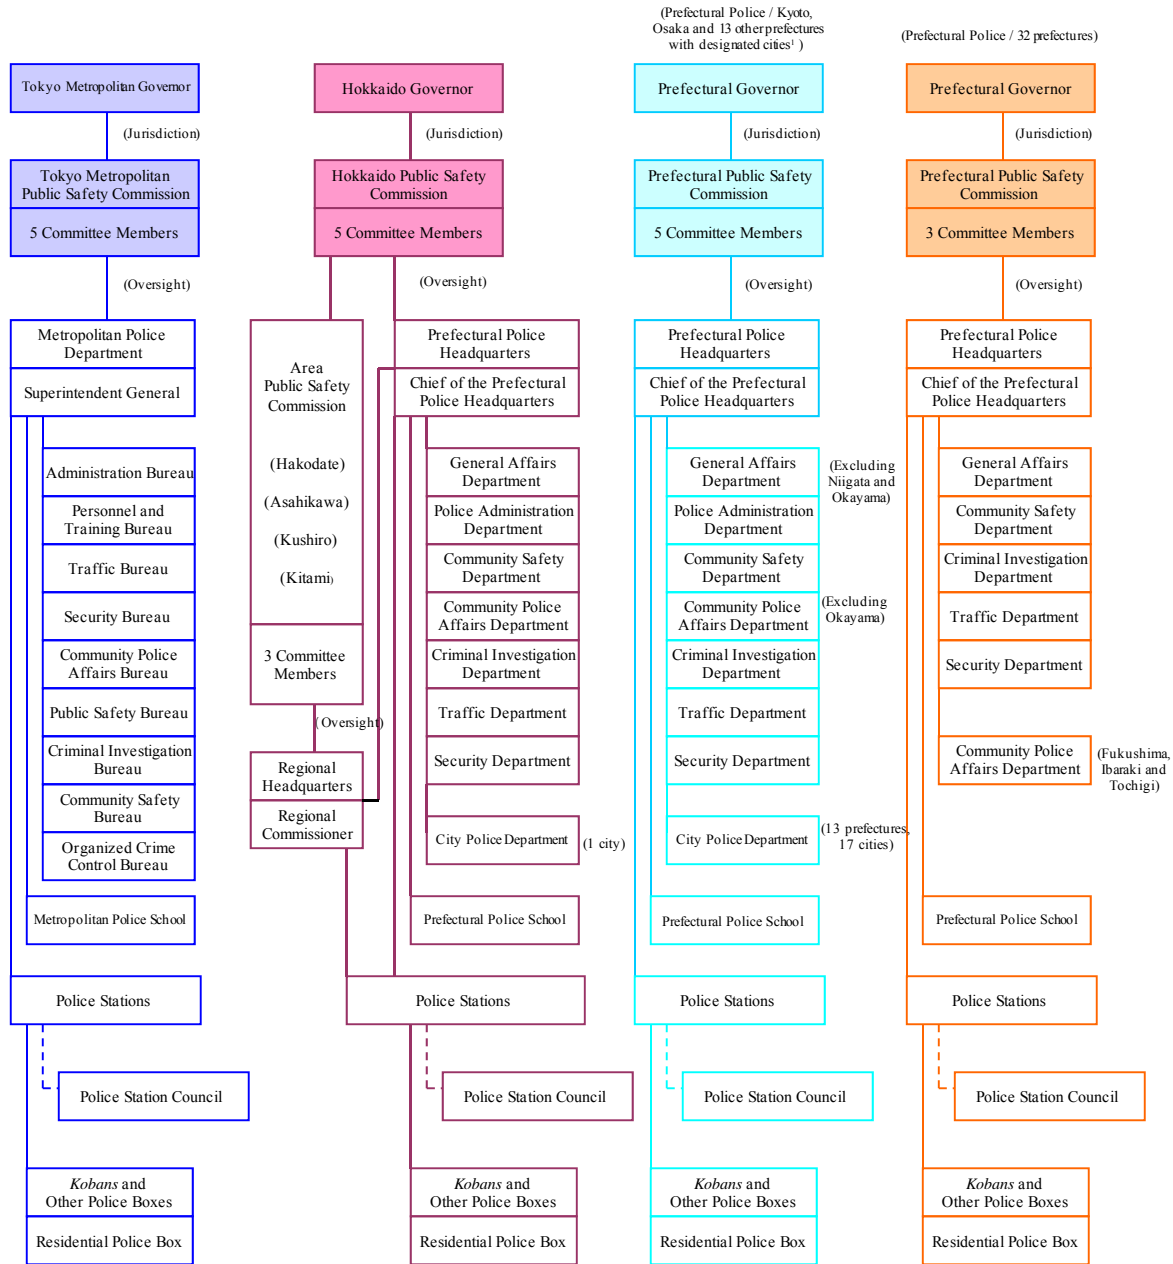 (Prefectural Police / Kyoto,
Osaka and 13 other prefectures
with designated cities¹ )
(Prefectural Police / 32 prefectures)
Tokyo Metropolitan Governor
(Jurisdiction)
Tokyo Metropolitan
Public Safety Commission
5 Committee Members
(Oversight)
Metropolitan Police
Department
Superintendent General
Administration Bureau
Personnel and
Training Bureau
Traffic Bureau
Security Bureau
Community Police
Affairs Bureau
Public Safety Bureau
Criminal Investigation
Bureau
Community Safety
Bureau
Organized Crime
Control Bureau
Metropolitan Police School
Police Stations
Police Station Council
Kobans and
Other Police Boxes
Residential Police Box
Hokkaido Governor
(Jurisdiction)
Hokkaido Public Safety
Commission
5 Committee Members
(Oversight)
Area
Public Safety
Commission
(Hakodate)
(Asahikawa)
(Kushiro)
(Kitami)
3 Committee
Members
(Oversight)
Regional
Headquarters
Regional
Commissioner
Prefectural Police
Headquarters
Chief of the Prefectural
Police Headquarters
General Affairs
Department
Police Administration
Department
Community Safety
Department
Community Police
Affairs Department
Criminal Investigation
Department
Traffic Department
Security Department
City Police Department
(1 city)
Prefectural Police School
Police Stations
Police Station Council
Kobans and
Other Police Boxes
Residential Police Box
Prefectural Governor
(Jurisdiction)
Prefectural Public Safety
Commission
5 Committee Members
(Oversight)
Prefectural Police
Headquarters
Chief of the Prefectural
Police Headquarters
General Affairs
Department
(Excluding
Niigata and
Okayama)
Police Administration
Department
Community Safety
Department
Community Police
Affairs Department
(Excluding
Okayama)
Criminal Investigation
Department
Traffic Department
Security Department
City Police Department
(13 prefectures,
17 cities)
Prefectural Police School
Police Stations
Police Station Council
Kobans and
Other Police Boxes
Residential Police Box
Prefectural Governor
(Jurisdiction)
Prefectural Public Safety
Commission
3 Committee Members
(Oversight)
Prefectural Police
Headquarters
Chief of the Prefectural
Police Headquarters
General Affairs
Department
Community Safety
Department
Criminal Investigation
Department
Traffic Department
Security Department
Community Police
Affairs Department
(Fukushima,
Ibaraki and
Tochigi)
Prefectural Police School
Police Stations
Police Station Council
Kobans and
Other Police Boxes
Residential Police Box